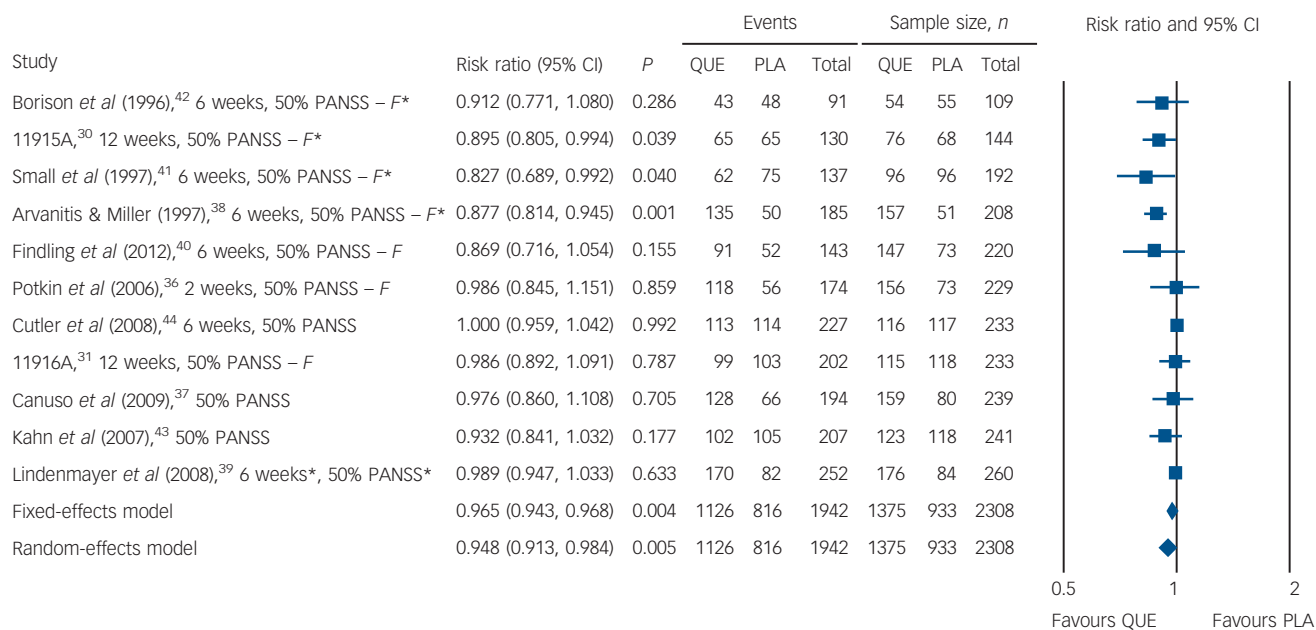 Events Sample size, n Risk ratio and 95% CI
Study Risk ratio (95% CI) P QUE PLA Total QUE PLA Total
Borison et al (1996),42 6 weeks, 50% PANSS – F* 0.912 (0.771, 1.080) 0.286 43 48 91 54 55 109
11915A,30 12 weeks, 50% PANSS – F* 0.895 (0.805, 0.994) 0.039 65 65 130 76 68 144
Small et al (1997),41 6 weeks, 50% PANSS – F* 0.827 (0.689, 0.992) 0.040 62 75 137 96 96 192
Arvanitis & Miller (1997),38 6 weeks, 50% PANSS – F* 0.877 (0.814, 0.945) 0.001 135 50 185 157 51 208
Findling et al (2012),40 6 weeks, 50% PANSS – F 0.869 (0.716, 1.054) 0.155 91 52 143 147 73 220
Potkin et al (2006),36 2 weeks, 50% PANSS – F 0.986 (0.845, 1.151) 0.859 118 56 174 156 73 229
Cutler et al (2008),44 6 weeks, 50% PANSS 1.000 (0.959, 1.042) 0.992 113 114 227 116 117 233
11916A,31 12 weeks, 50% PANSS – F 0.986 (0.892, 1.091) 0.787 99 103 202 115 118 233
Canuso et al (2009),37 50% PANSS 0.976 (0.860, 1.108) 0.705 128 66 194 159 80 239
Kahn et al (2007),43 50% PANSS 0.932 (0.841, 1.032) 0.177 102 105 207 123 118 241
Lindenmayer et al (2008),39 6 weeks*, 50% PANSS* 0.989 (0.947, 1.033) 0.633 170 82 252 176 84 260
Fixed-effects model 0.965 (0.943, 0.968) 0.004 1126 816 1942 1375 933 2308
Random-effects model 0.948 (0.913, 0.984) 0.005 1126 816 1942 1375 933 2308
0.5 1 2
Favours QUE Favours PLA